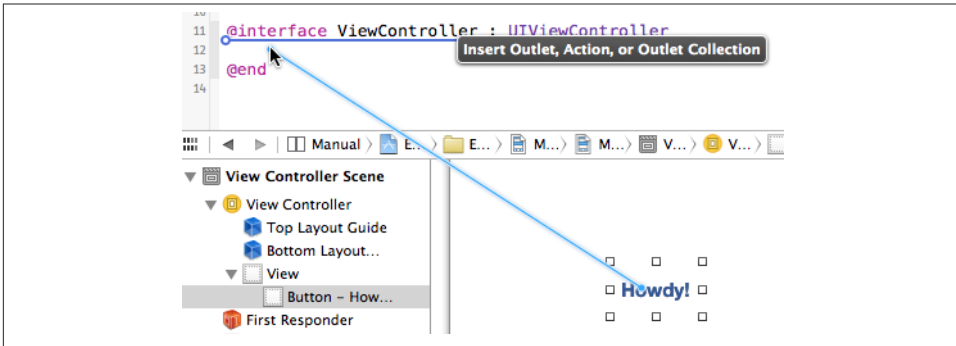 10
11 @interface ViewController : UIViewController
Insert Outlet, Action, or Outlet Collection
12
13 @end
14
Manual E... E... M... M... V... V...
View Controller Scene
View Controller
Top Layout Guide
Bottom Layout...
View
Button – How...
First Responder
Howdy!